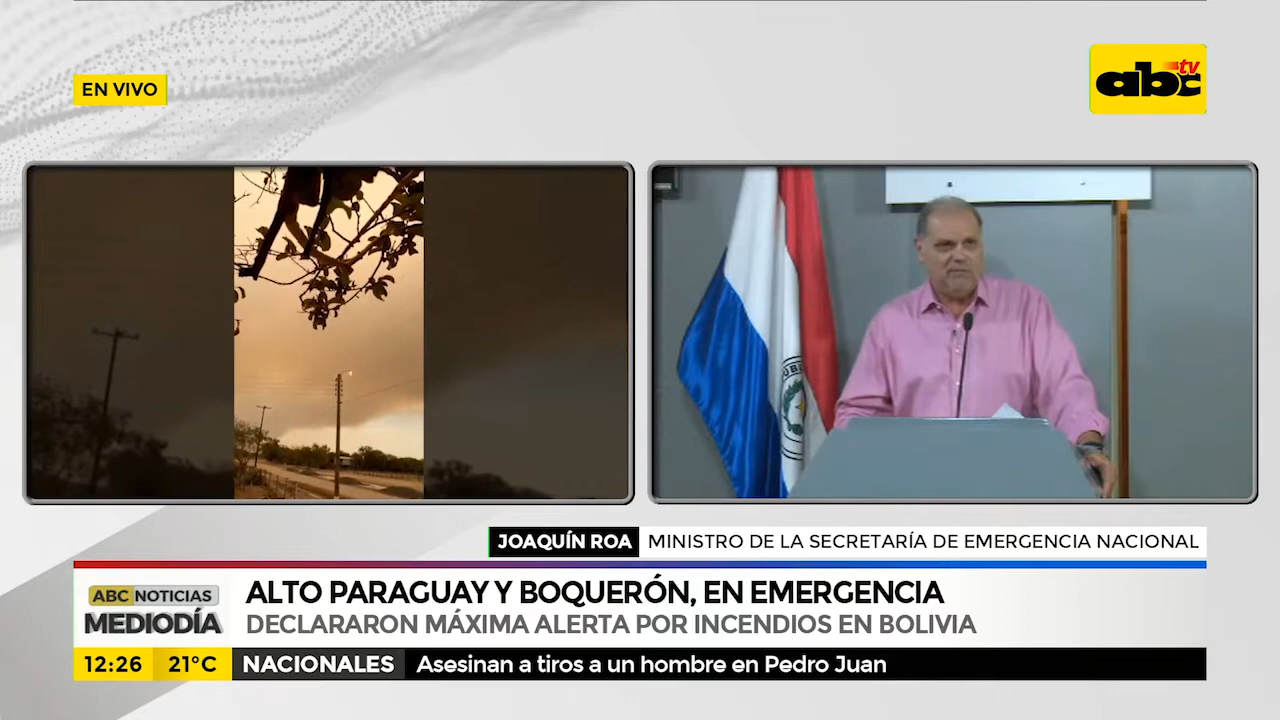 EN VIVO
abc tv
JOAQUÍN ROA
MINISTRO DE LA SECRETARÍA DE EMERGENCIA NACIONAL
ABC NOTICIAS
MEDIODÍA
ALTO PARAGUAY Y BOQUERÓN, EN EMERGENCIA
DECLARARON MÁXIMA ALERTA POR INCENDIOS EN BOLIVIA
12:26
21°C
NACIONALES
Asesinan a tiros a un hombre en Pedro Juan